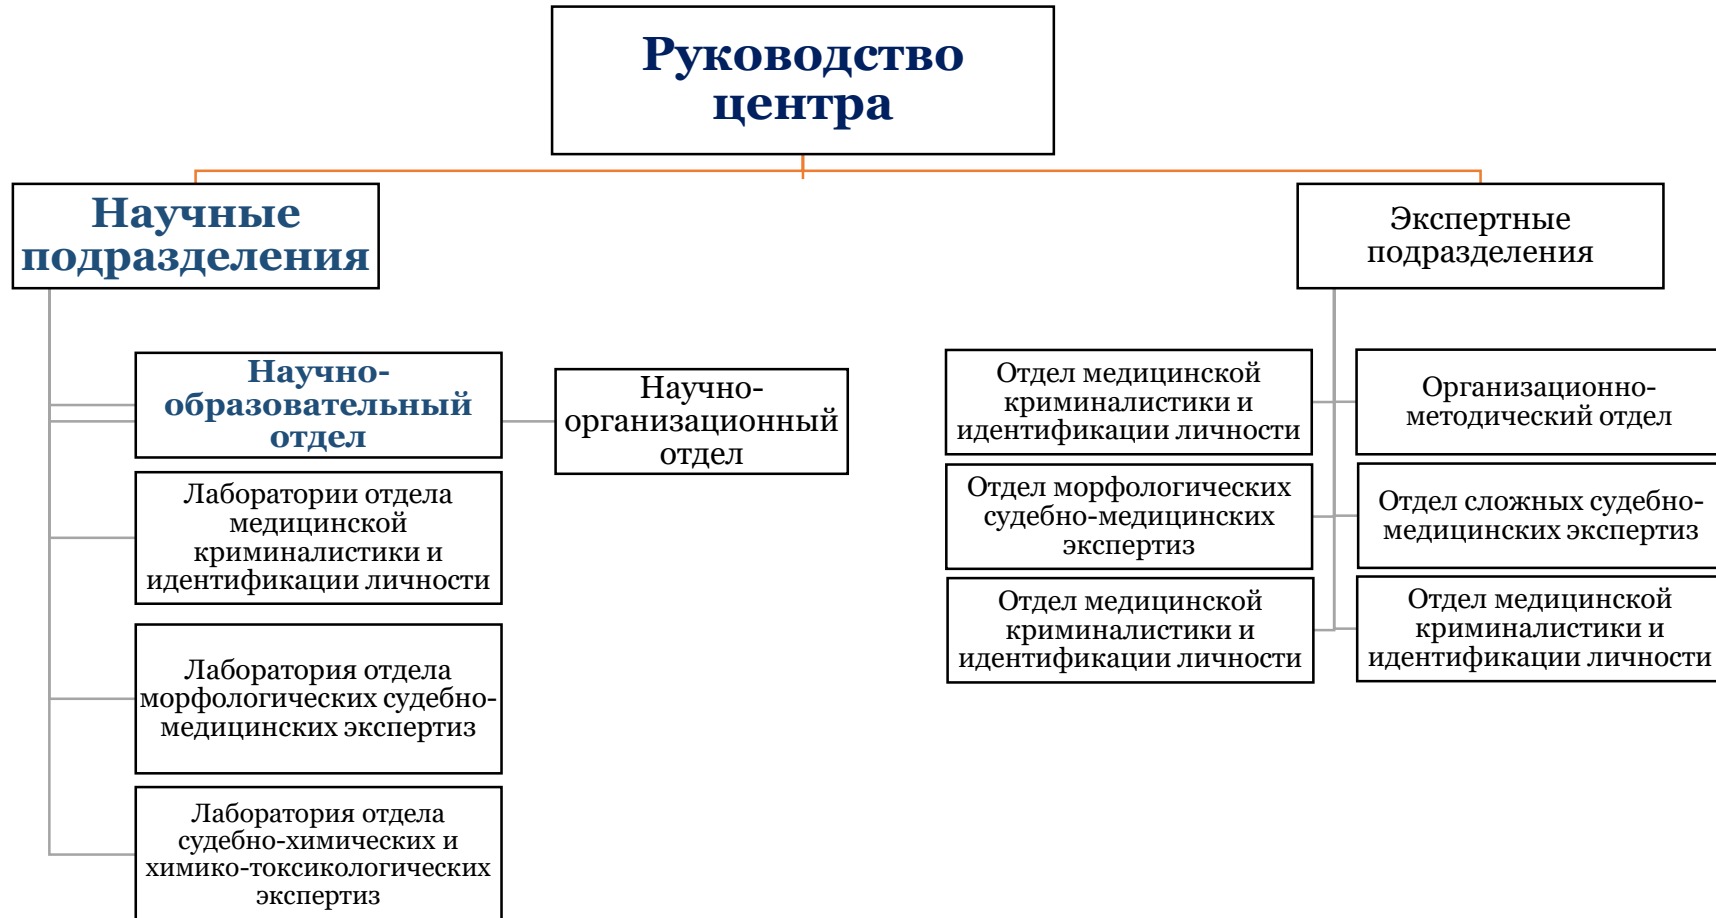 Руководство
центра
Научные
подразделения
Экспертные
подразделения
Научно-
образовательный
отдел
Научно-
организационный
отдел
Лаборатории отдела
медицинской
криминалистики и
идентификации личности
Лаборатория отдела
морфологических судебно-
медицинских экспертиз
Лаборатория отдела
судебно-химических и
химико-токсикологических
экспертиз
Отдел медицинской
криминалистики и
идентификации личности
Организационно-
методический отдел
Отдел морфологических
судебно-медицинских
экспертиз
Отдел сложных судебно-
медицинских экспертиз
Отдел медицинской
криминалистики и
идентификации личности
Отдел медицинской
криминалистики и
идентификации личности